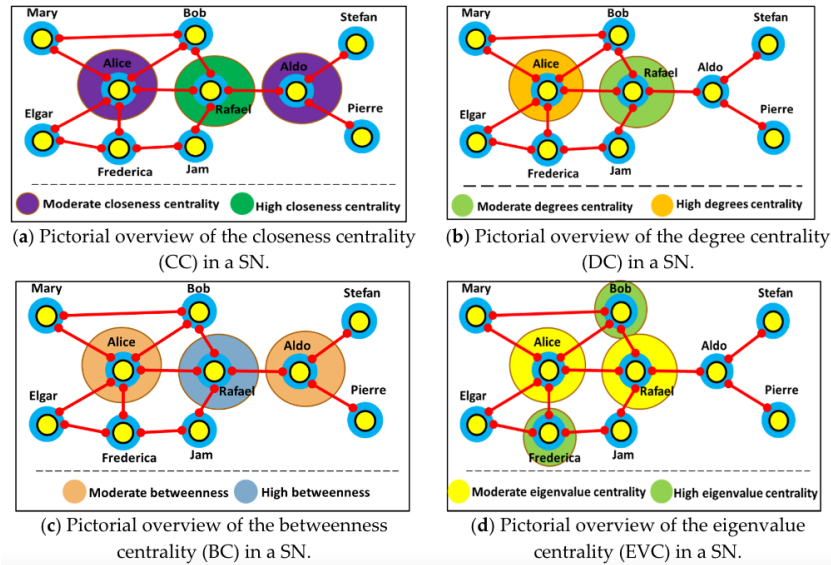 Mary
Bob
Stefan
Alice
Aldo
Rafael
Elgar
Pierre
Frederica
Jam
Moderate closeness centrality
High closeness centrality
(a) Pictorial overview of the closeness centrality
(CC) in a SN.
Mary
Bob
Stefan
Alice
Rafael
Aldo
Elgar
Pierre
Frederica
Jam
Moderate degrees centrality
High degrees centrality
(b) Pictorial overview of the degree centrality
(DC) in a SN.
Mary
Bob
Stefan
Alice
Aldo
Rafael
Elgar
Pierre
Frederica
Jam
Moderate betweenness
High betweenness
(c) Pictorial overview of the betweenness
centrality (BC) in a SN.
Mary
Bob
Stefan
Alice
Aldo
Rafael
Elgar
Pierre
Frederica
Jam
Moderate eigenvalue centrality
High eigenvalue centrality
(d) Pictorial overview of the eigenvalue
centrality (EVC) in a SN.